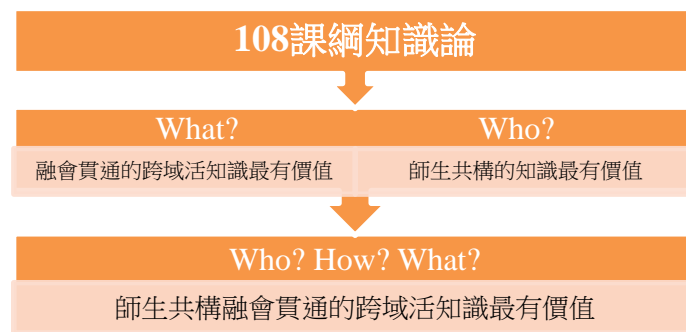 108課綱知識論
What?
Who?
融會貫通的跨域活知識最有價值
師生共構的知識最有價值
Who? How? What?
師生共構融會貫通的跨域活知識最有價值